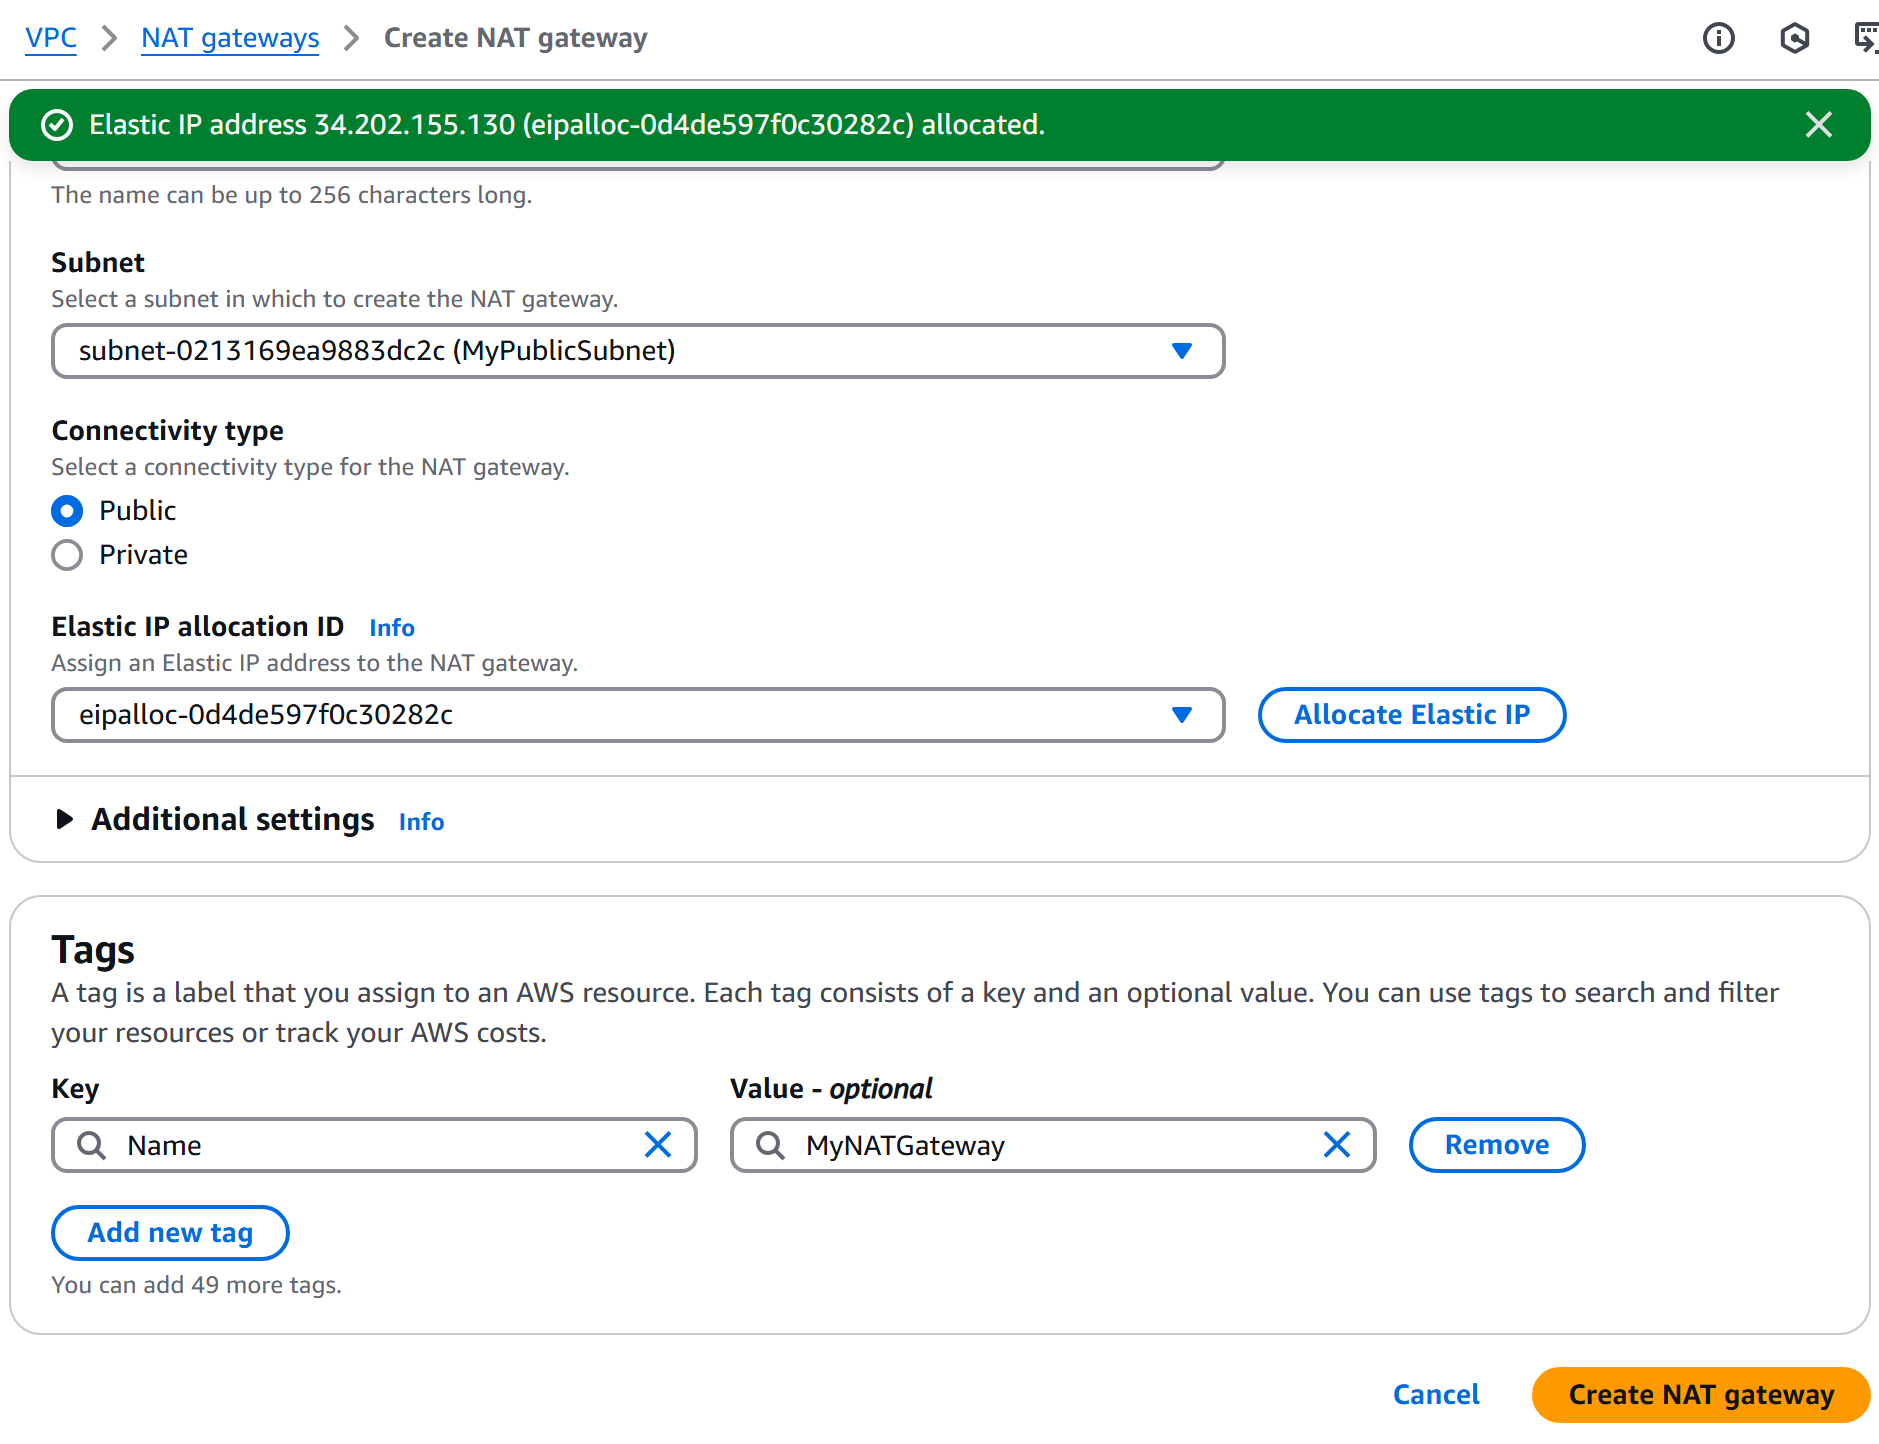 VPC > NAT gateways > Create NAT gateway
Elastic IP address 34.202.155.130 (eipalloc-0d4de597f0c30282c) allocated.
The name can be up to 256 characters long.
Subnet
Select a subnet in which to create the NAT gateway.
subnet-0213169ea9883dc2c (MyPublicSubnet)
Connectivity type
Select a connectivity type for the NAT gateway.
Public
Private
Elastic IP allocation ID Info
Assign an Elastic IP address to the NAT gateway.
eipalloc-0d4de597f0c30282c
Allocate Elastic IP
Additional settings Info
Tags
A tag is a label that you assign to an AWS resource. Each tag consists of a key and an optional value. You can use tags to search and filter
your resources or track your AWS costs.
Key
Value - optional
Name
MyNATGateway
Remove
Add new tag
You can add 49 more tags.
Cancel
Create NAT gateway